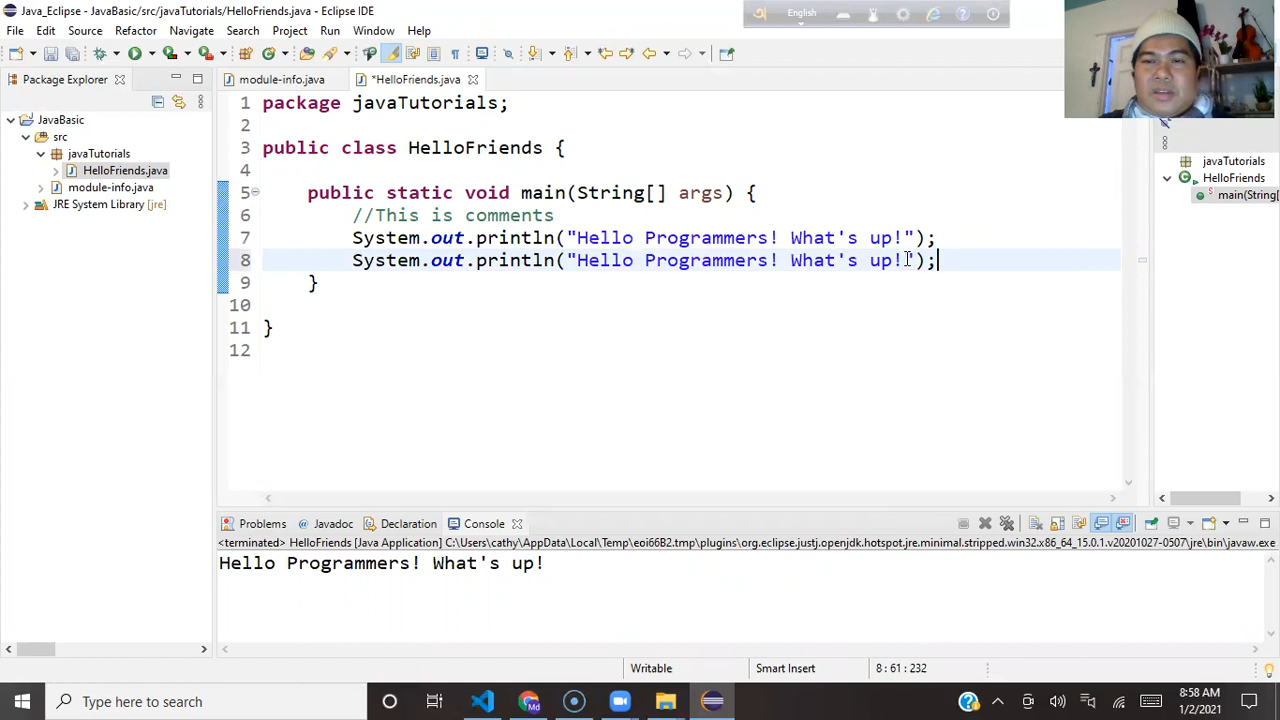 Java_Eclipse - JavaBasic/src/javaTutorials/HelloFriends.java - Eclipse IDE
English
File Edit Source Refactor Navigate Search Project Run Window Help
Package Explorer
module-info.java
*HelloFriends.java
JavaBasic
src
javaTutorials
HelloFriends.java
module-info.java
JRE System Library [jre]
1 package javaTutorials;
2
3 public class HelloFriends {
4
5 public static void main(String[] args) {
6 //This is comments
7 System.out.println("Hello Programmers! What's up!");
8 System.out.println("Hello Programmers! What's up!");
9 }
10
11 }
12
javaTutorials
HelloFriends
main(String[
Problems @ Javadoc Declaration Console
<terminated> HelloFriends [Java Application] C:\Users\cathy\AppData\Local\Temp\eoi66B2.tmp\plugins\org.eclipse.justj.openjdk.hotspot.jre.minimal.stripped.win32.x86_64_15.0.1.v20201027-0507\jre\bin\javaw.exe
Hello Programmers! What's up!
Writable Smart Insert 8 : 61 : 232
Type here to search
Md
8:58 AM
1/2/2021